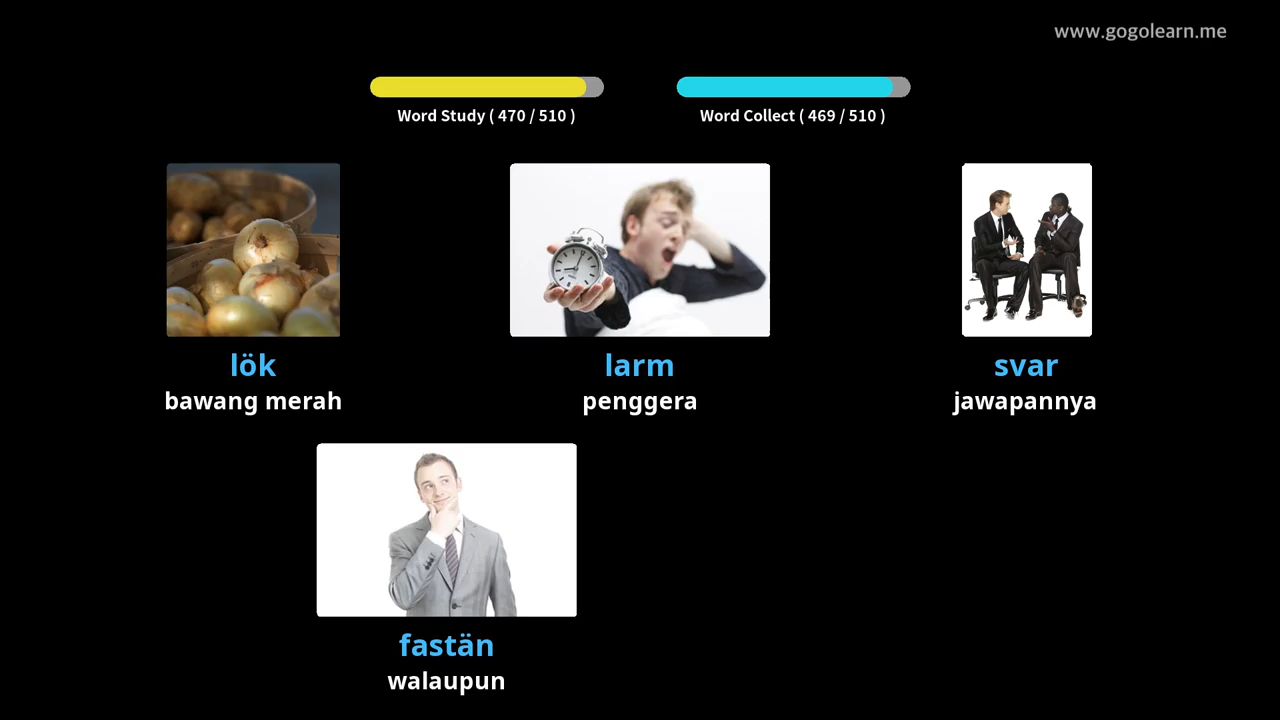 www.gogolearn.me
Word Study ( 470 / 510 )
Word Collect ( 469 / 510 )
lök
bawang merah
larm
penggera
svar
jawapannya
fastän
walaupun